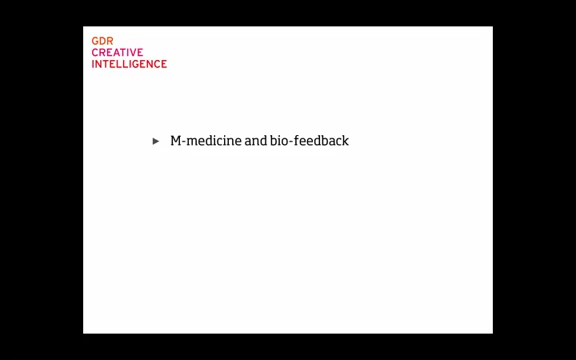 GDR
CREATIVE
INTELLIGENCE
M-medicine and bio-feedback